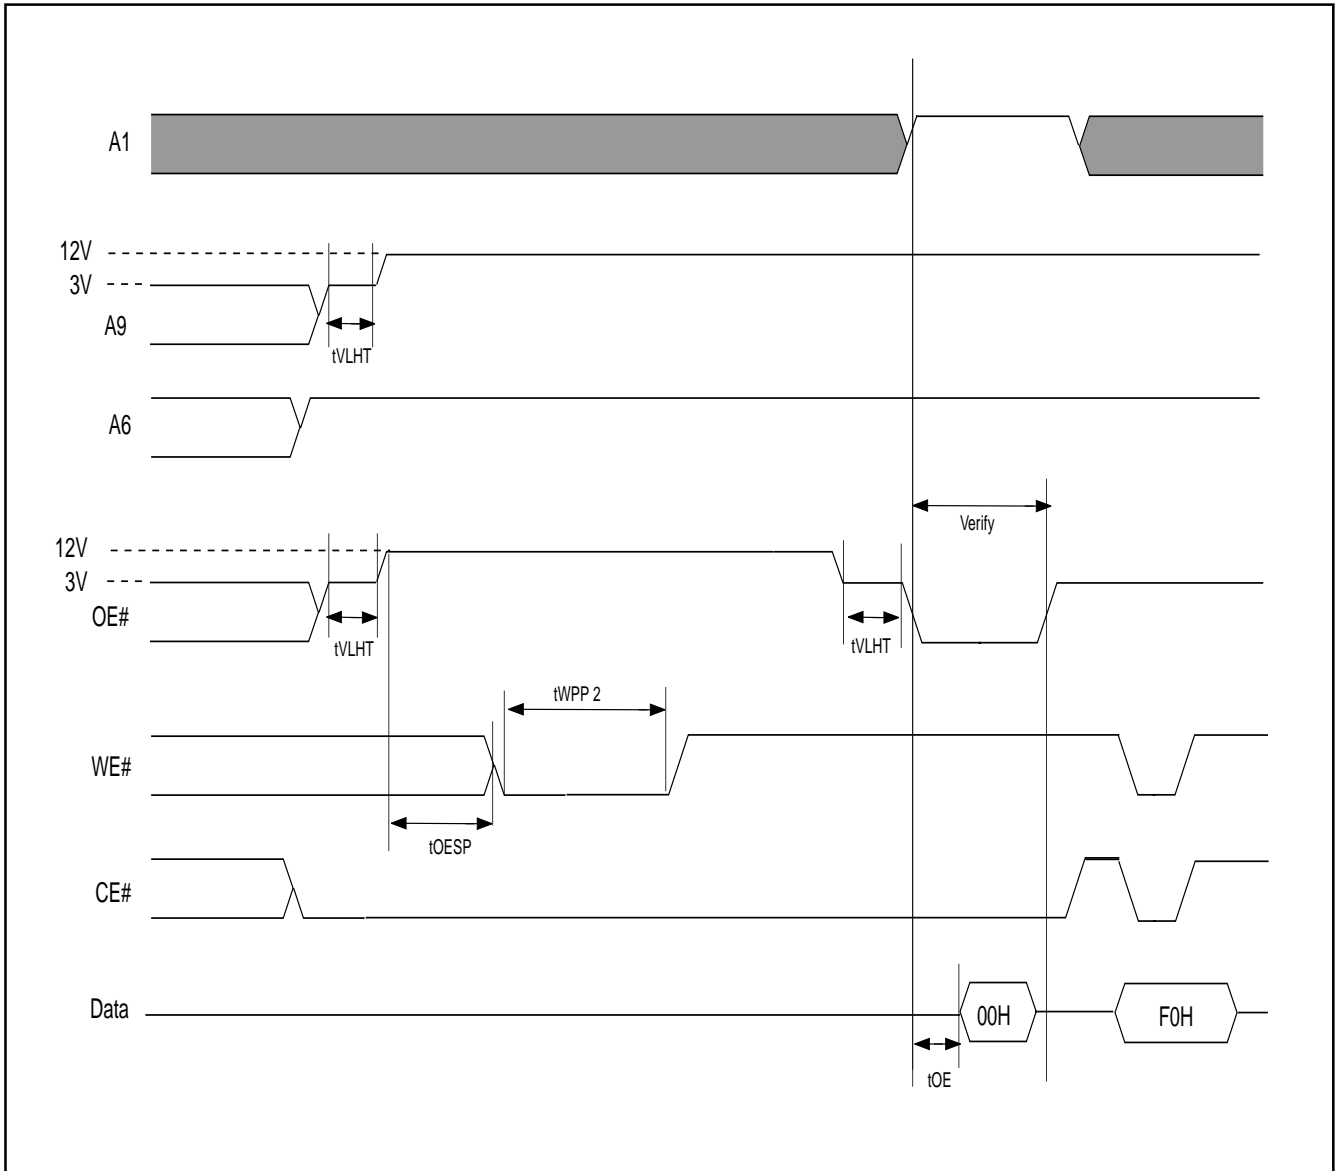 A1
12V
3V
A9
tVLHT
A6
Verify
12V
3V
OE#
tVLHT
tVLHT
tWPP 2
WE#
tOESP
CE#
Data
00H
F0H
tOE